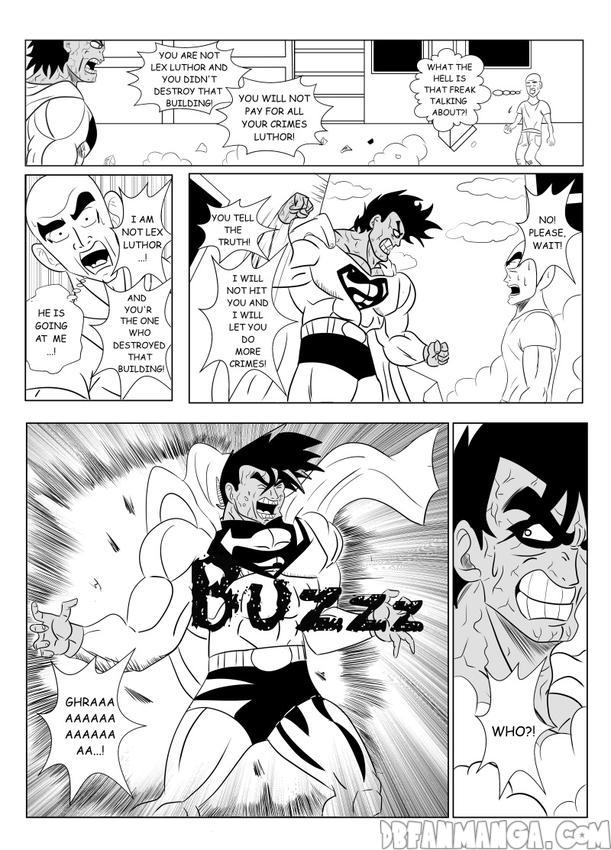 YOU ARE NOT
LEX LUTHOR AND
YOU DIDN'T
DESTROY THAT
BUILDING!
YOU WILL NOT
PAY FOR ALL
YOUR CRIMES
LUTHOR!
WHAT THE
HELL IS
THAT FREAK
TALKING
ABOUT?!
I AM
NOT LEX
LUTHOR
...!
HE IS
GOING
AT ME
...!
AND
YOU'R
THE ONE
WHO
DESTROYED
THAT
BUILDING!
YOU TELL
THE
TRUTH!
I WILL
NOT HIT
YOU AND I
WILL LET
YOU DO
MORE
CRIMES!
NO!
PLEASE,
WAIT!
BUZZZ
GHRAAA
AAAAAA
AAAAAA
AA...!
WHO?!
DBFANMANGA.COM